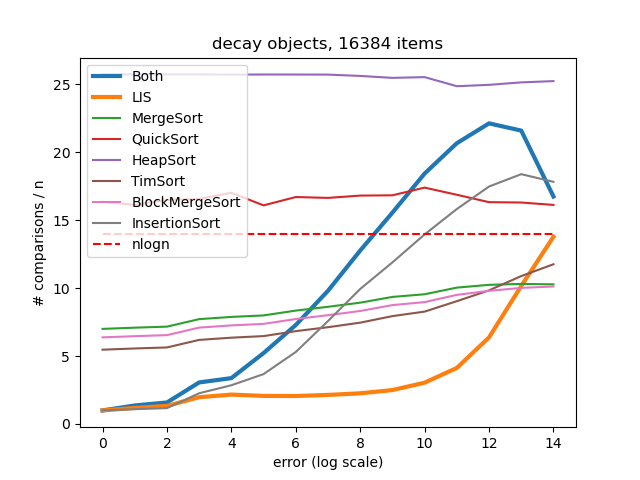 decay objects, 16384 items
# comparisons / n
25
20
15
10
5
0
Both
LIS
MergeSort
QuickSort
HeapSort
TimSort
BlockMergeSort
InsertionSort
nlogn
0 2 4 6 8 10 12 14
error (log scale)